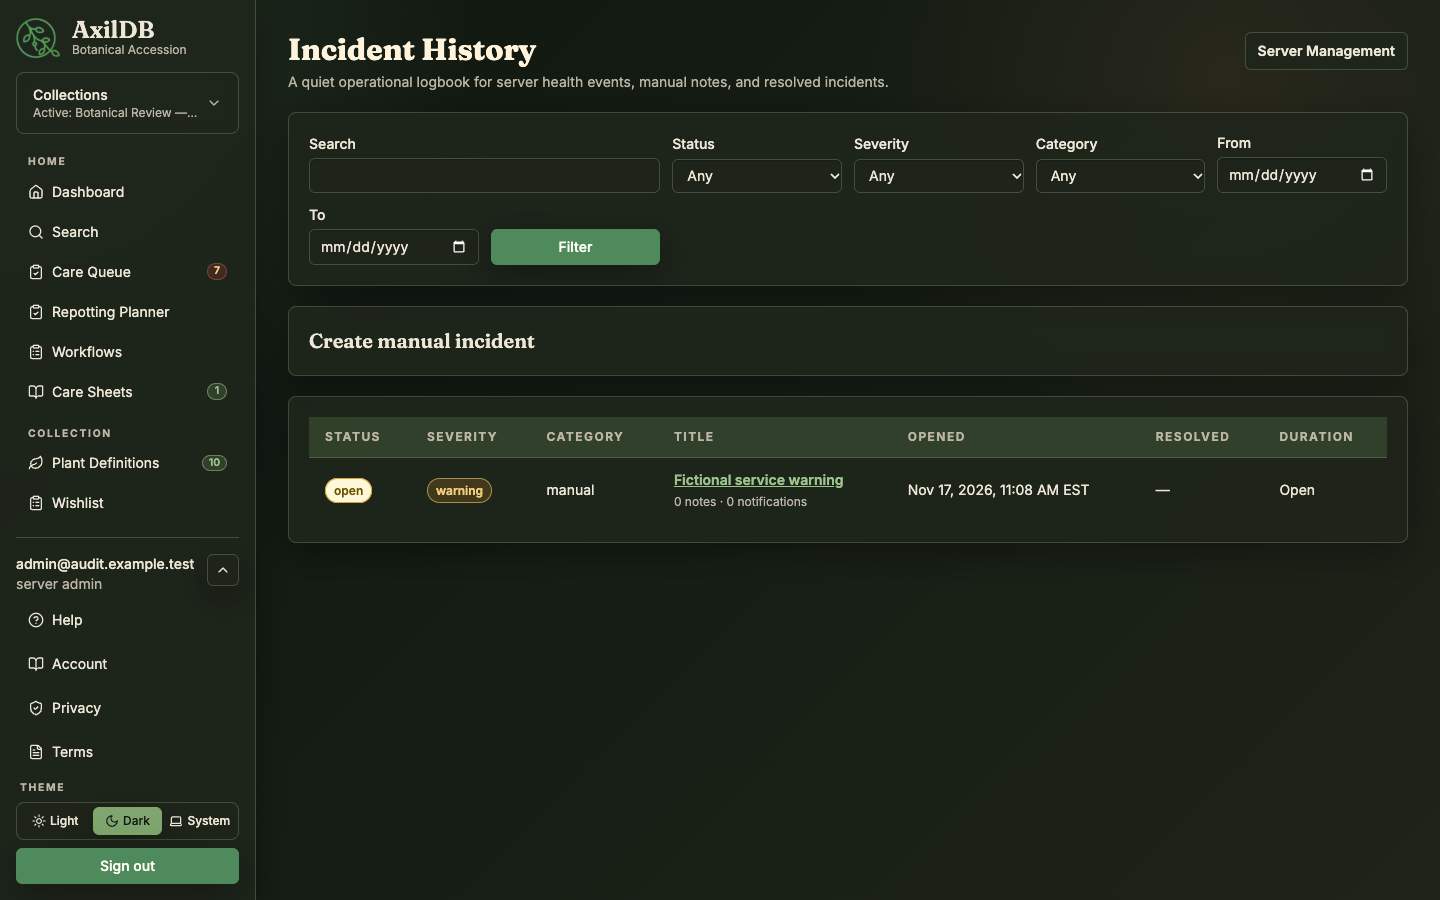 AxilDB
Botanical Accession
Collections
Active: Botanical Review —...
HOME
Dashboard
Search
Care Queue 7
Repotting Planner
Workflows
Care Sheets 1
COLLECTION
Plant Definitions 10
Wishlist
admin@audit.example.test
server admin
Help
Account
Privacy
Terms
THEME
Light Dark System
Sign out
Incident History
A quiet operational logbook for server health events, manual notes, and resolved incidents.
Server Management
Search Status Severity Category From
Any Any Any mm/dd/yyyy
To
mm/dd/yyyy Filter
Create manual incident
STATUS SEVERITY CATEGORY TITLE OPENED RESOLVED DURATION
open warning manual Fictional service warning Nov 17, 2026, 11:08 AM EST — Open
0 notes · 0 notifications